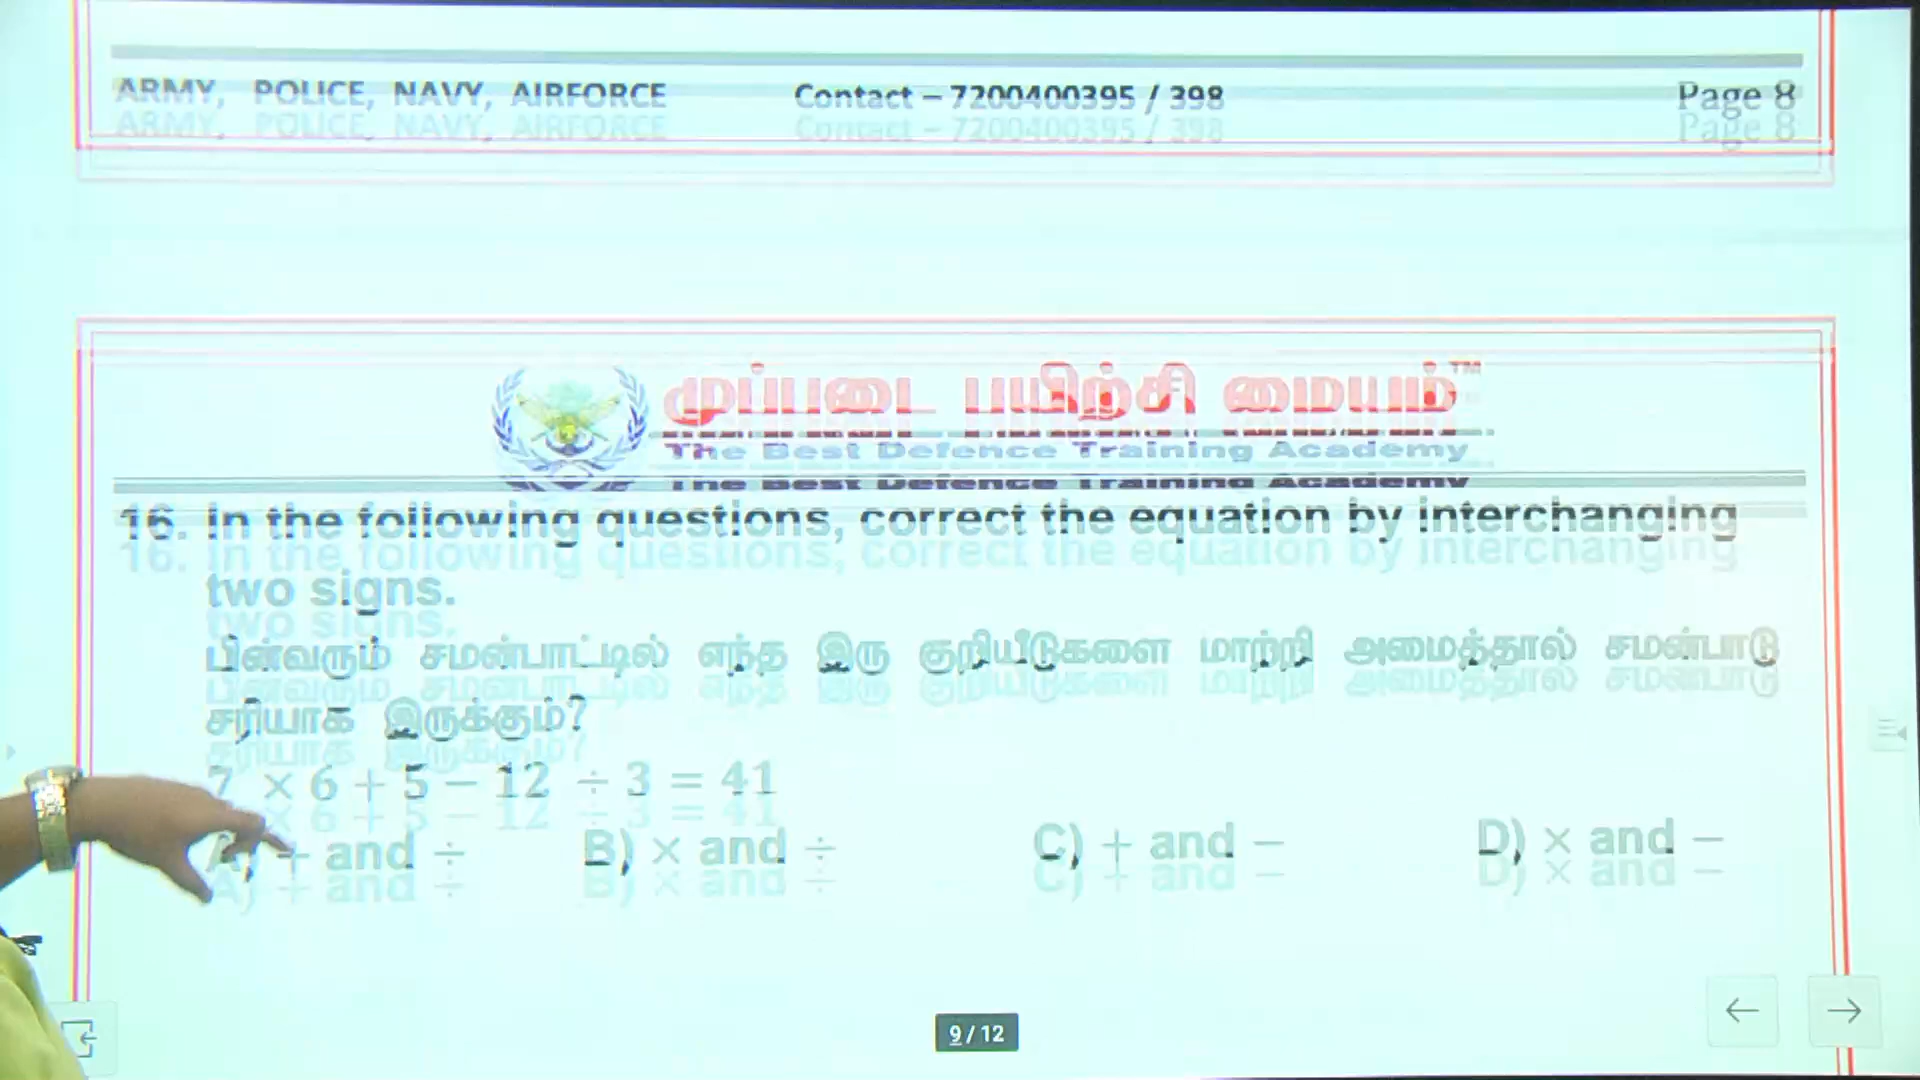 ARMY, POLICE, NAVY, AIRFORCE Contact – 7200400395 / 398 Page 8
முப்படை பயிற்சி மையம்™
The Best Defence Training Academy
16. In the following questions, correct the equation by interchanging
two signs.
பின்வரும் சமன்பாட்டில் எந்த இரு குறியீடுகளை மாற்றி அமைத்தால் சமன்பாடு
சரியாக இருக்கும்?
7 × 6 + 5 − 12 ÷ 3 = 41
A) + and ÷ B) × and ÷ C) + and − D) × and −
9 / 12